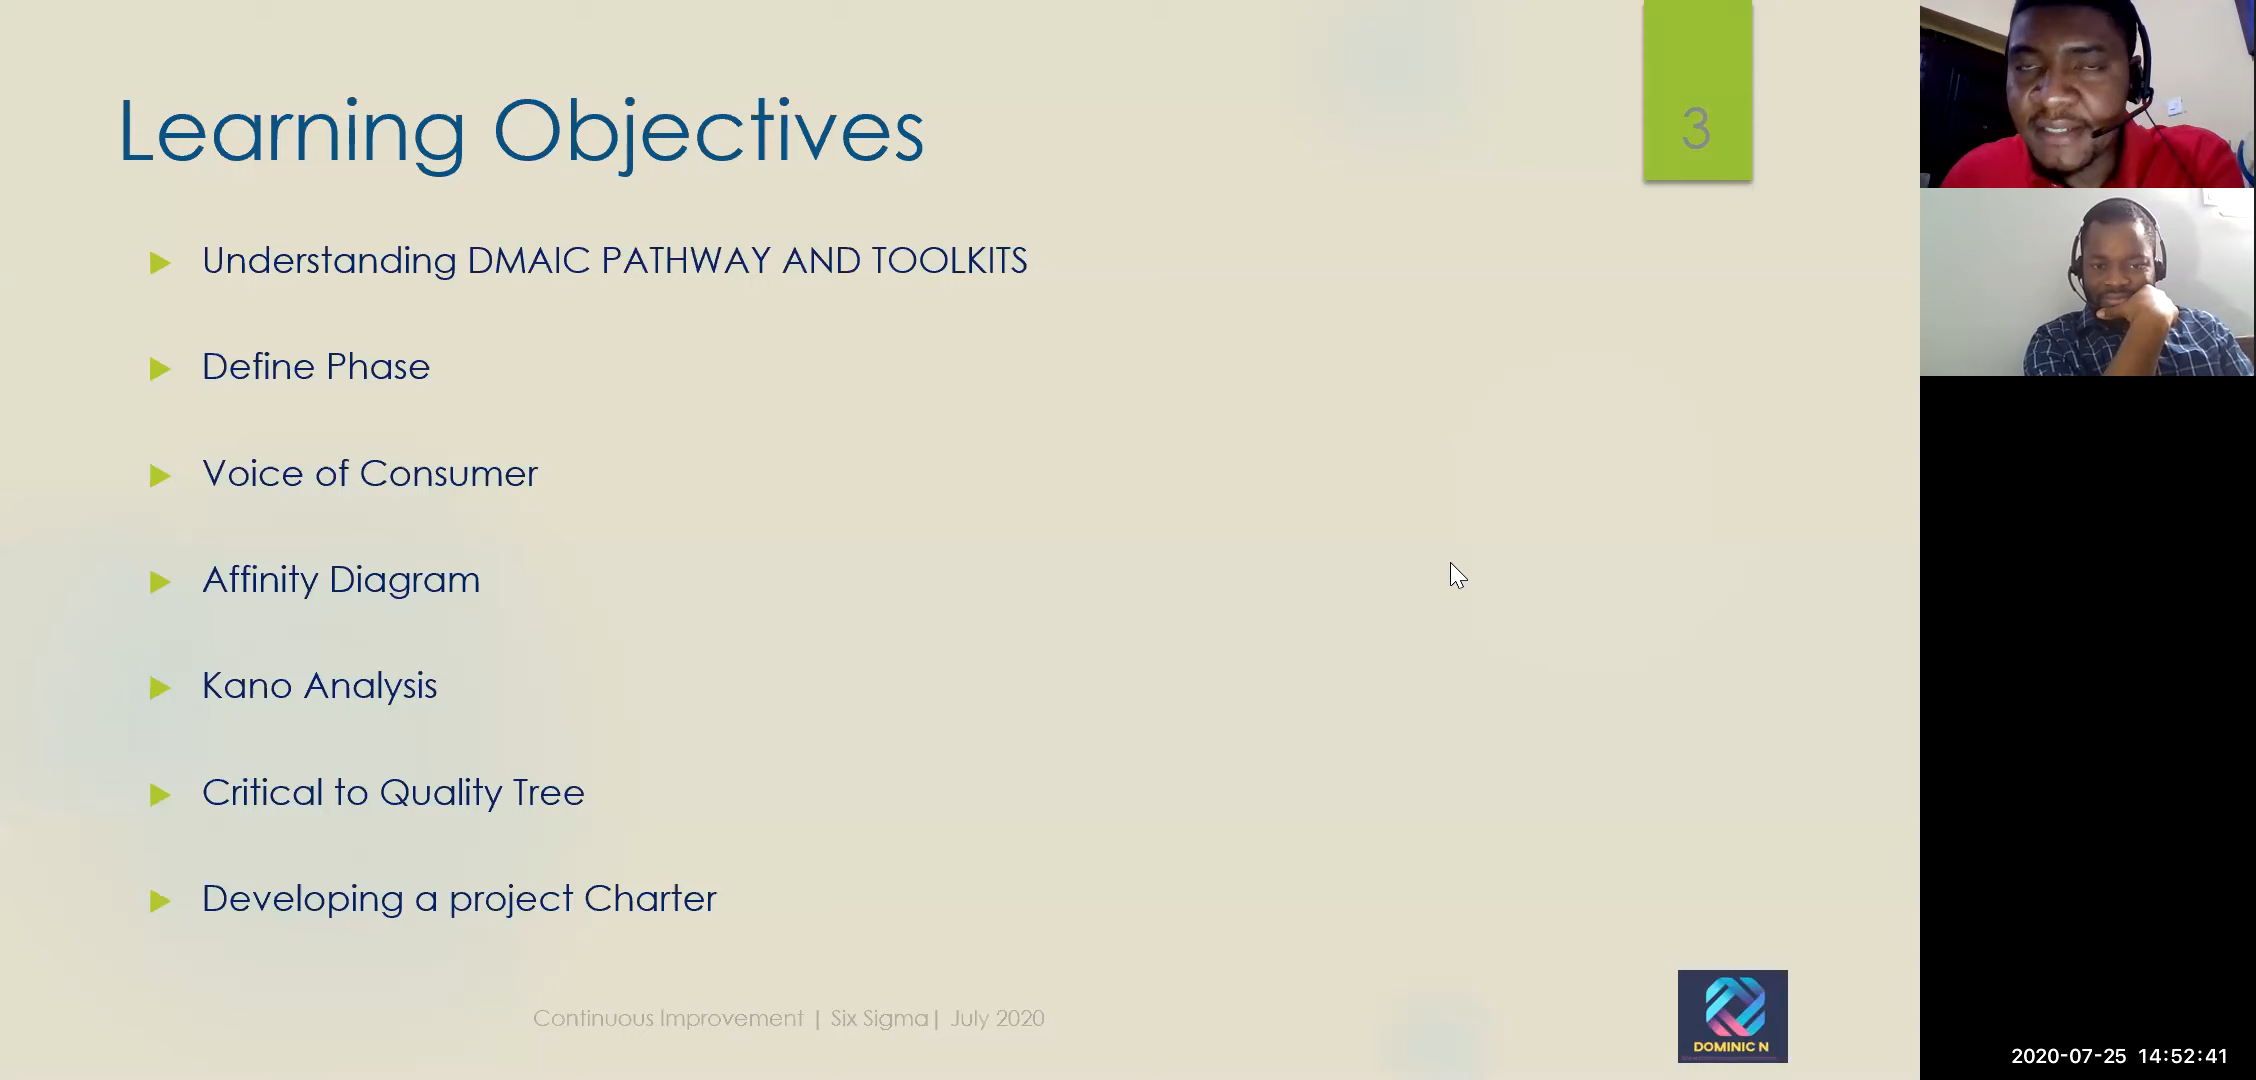 Learning Objectives
3
Understanding DMAIC PATHWAY AND TOOLKITS
Define Phase
Voice of Consumer
Affinity Diagram
Kano Analysis
Critical to Quality Tree
Developing a project Charter
Continuous Improvement | Six Sigma| July 2020
DOMINIC N
2020-07-25 14:52:41